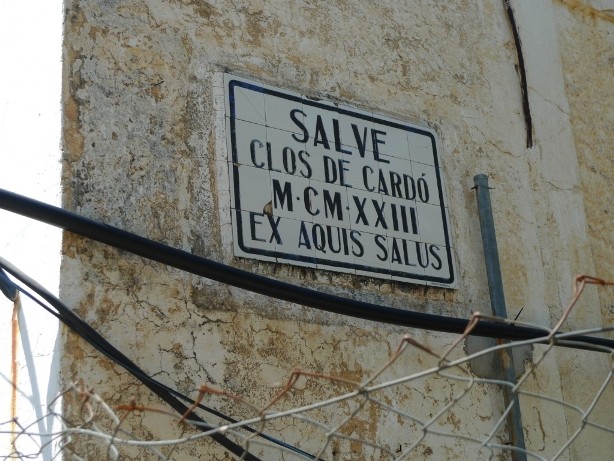 SALVE
CLOS DE CARDÓ
M·CM·XXIII
EX AQUIS SALUS